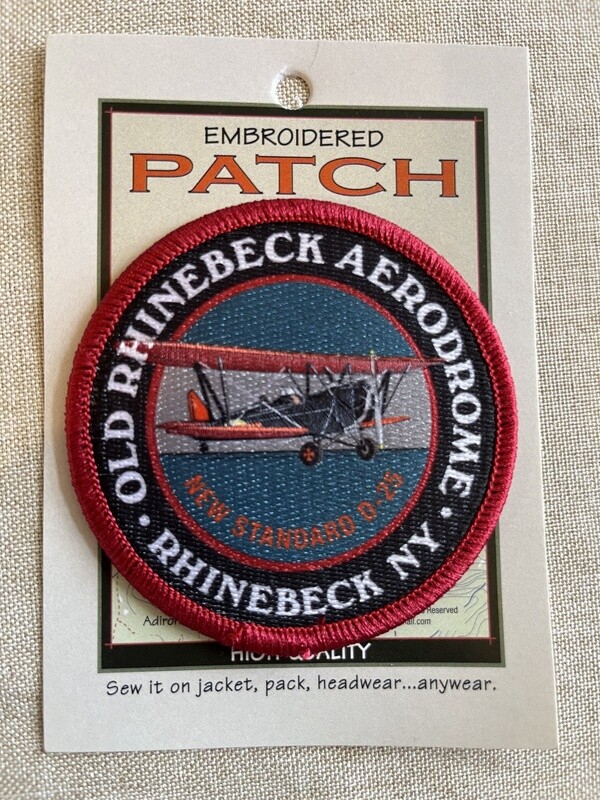 EMBROIDERED
PATCH
OLD RHINEBECK AERODROME
NEW STANDARD D-25
• RHINEBECK NY •
Reserved
HIGH QUALITY
Sew it on jacket, pack, headwear...anywear.